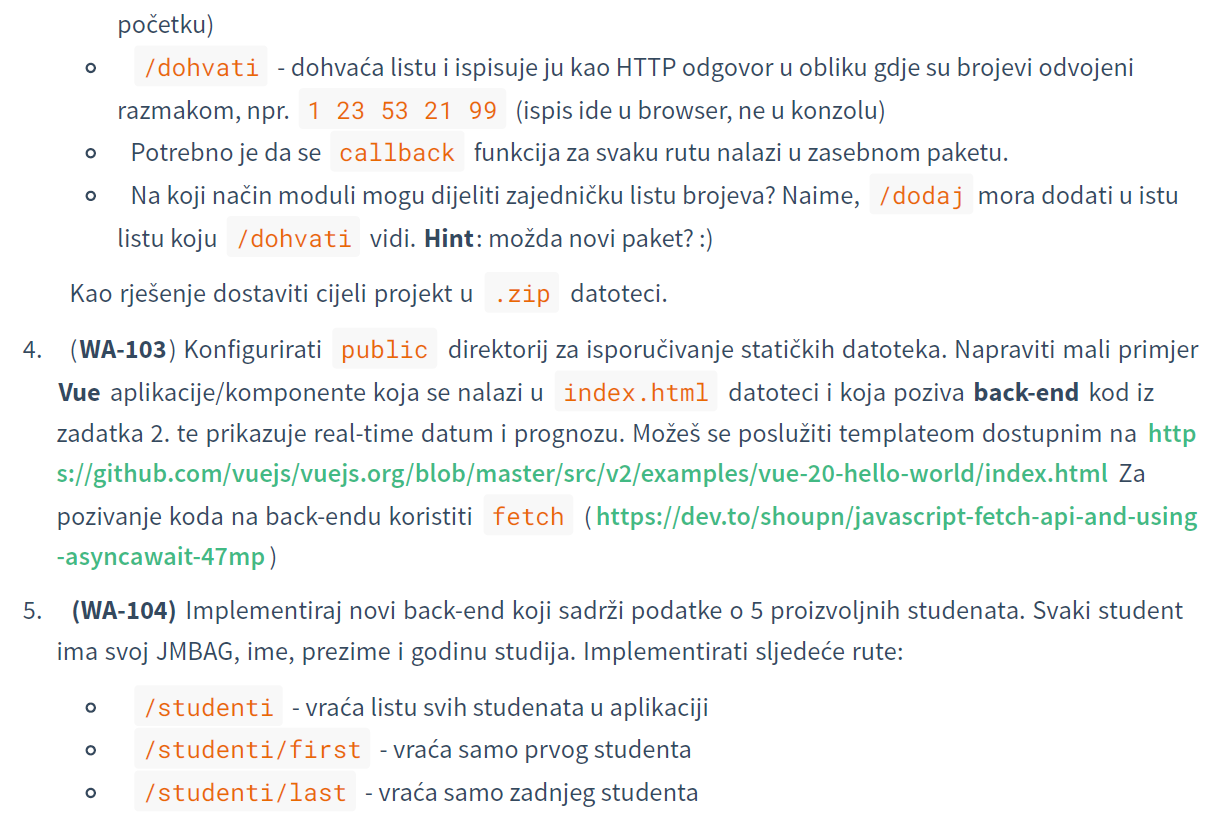 početku)
/dohvati - dohvaća listu i ispisuje ju kao HTTP odgovor u obliku gdje su brojevi odvojeni
razmakom, npr. 1 23 53 21 99 (ispis ide u browser, ne u konzolu)
Potrebno je da se callback funkcija za svaku rutu nalazi u zasebnom paketu.
Na koji način moduli mogu dijeliti zajedničku listu brojeva? Naime, /dodaj mora dodati u istu
listu koju /dohvati vidi. Hint: možda novi paket? :)
Kao rješenje dostaviti cijeli projekt u .zip datoteci.
4. (WA-103) Konfigurirati public direktorij za isporučivanje statičkih datoteka. Napraviti mali primjer
Vue aplikacije/komponente koja se nalazi u index.html datoteci i koja poziva back-end kod iz
zadatka 2. te prikazuje real-time datum i prognozu. Možeš se poslužiti templateom dostupnim na http
s://github.com/vuejs/vuejs.org/blob/master/src/v2/examples/vue-20-hello-world/index.html Za
pozivanje koda na back-endu koristiti fetch (https://dev.to/shoupn/javascript-fetch-api-and-using
-asyncawait-47mp)
5. (WA-104) Implementiraj novi back-end koji sadrži podatke o 5 proizvoljnih studenata. Svaki student
ima svoj JMBAG, ime, prezime i godinu studija. Implementirati sljedeće rute:
/studenti - vraća listu svih studenata u aplikaciji
/studenti/first - vraća samo prvog studenta
/studenti/last - vraća samo zadnjeg studenta